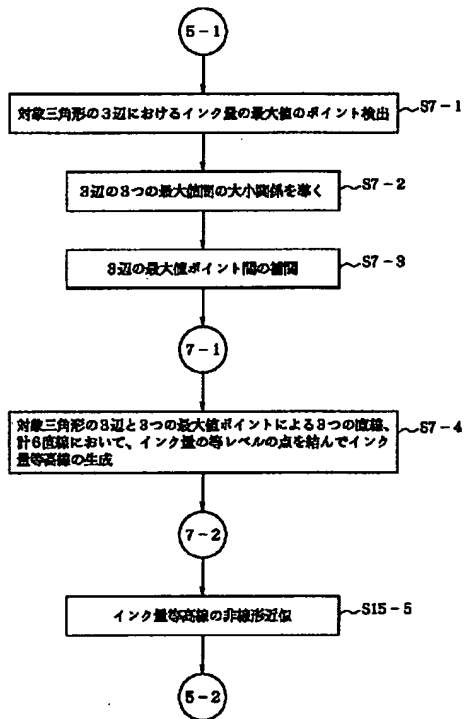 5-1
対象三角形の3辺におけるインク量の最大値のポイント検出
S7-1
3辺の3つの最大値間の大小関係を導く
S7-2
3辺の最大値ポイント間の補間
S7-3
7-1
対象三角形の3辺と3つの最大値ポイントによる3つの直線、
計6直線において、インク量の等レベルの点を結んでインク
量等高線の生成
S7-4
7-2
インク量等高線の非線形近似
S15-5
5-2